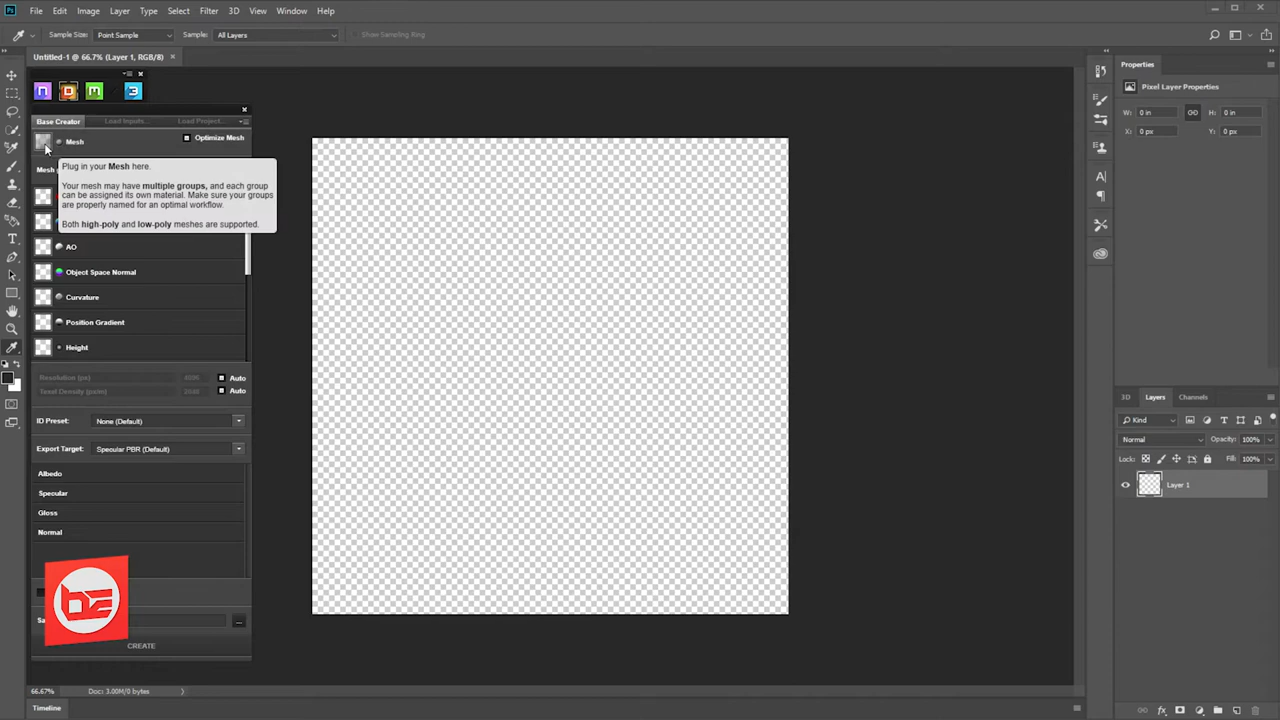 Ps File Edit Image Layer Type Select Filter 3D View Window Help
Sample Size: Point Sample Sample: All Layers Show Sampling Ring
Untitled-1 @ 66.7% (Layer 1, RGB/8) ×
n D m 3
Base Creator Load Inputs... Load Project...
Mesh Optimize Mesh
Plug in your Mesh here.
Your mesh may have multiple groups, and each group
can be assigned its own material. Make sure your groups
are properly named for an optimal workflow.
Both high-poly and low-poly meshes are supported.
Mesh
AO
Object Space Normal
Curvature
Position Gradient
Height
Resolution (px) 4096 Auto
Texel Density (px/m) Auto
ID Preset: None (Default)
Export Target: Specular PBR (Default)
Albedo
Specular
Gloss
Normal
Sa ...
CREATE
66.67% Doc: 3.00M/0 bytes
Timeline
Properties
Pixel Layer Properties
W: 0 in H: 0 in
X: 0 px Y: 0 px
3D Layers Channels
Kind
Normal Opacity: 100%
Lock: Fill: 100%
Layer 1